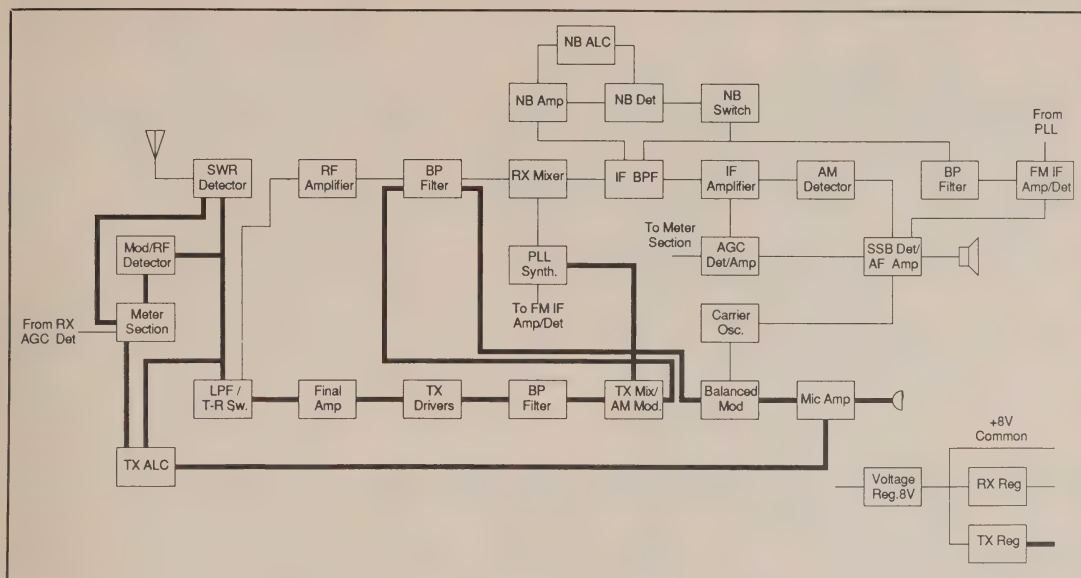 NB ALC
NB Amp
NB Det
NB
Switch
From
PLL
SWR
Detector
RF
Amplifier
BP
Filter
RX Mixer
IF BPF
IF
Amplifier
AM
Detector
BP
Filter
FM IF
Amp/Det
To Meter
Section
Mod/RF
Detector
PLL
Synth.
AGC
Det/Amp
SSB Det/
AF Amp
From RX
AGC Det
Meter
Section
To FM IF
Amp/Det
Carrier
Osc.
LPF /
T-R Sw.
Final
Amp
TX
Drivers
BP
Filter
TX Mix/
AM Mod.
Balanced
Mod
Mic Amp
TX ALC
+8V
Common
Voltage
Reg.8V
RX Reg
TX Reg